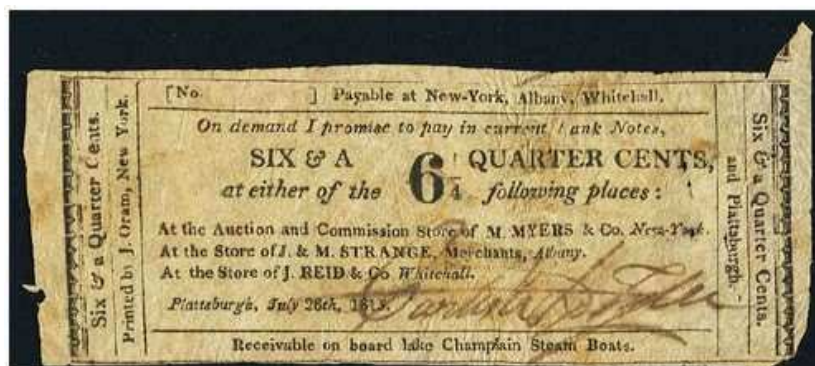 Six & a Quarter Cents.
Printed by J. Oram, New York.
[No. ] Payable at New-York, Albany, Whitehall,
and Plattsburgh.
Six & a Quarter Cents.
On demand I promise to pay in current Bank Notes,
SIX & A 6 1/4 QUARTER CENTS,
at either of the following places:
At the Auction and Commission Store of M. MYERS & Co. New-York.
At the Store of J. & M. STRANGE, Merchants, Albany.
At the Store of J. REID & Co Whitehall.
Plattsburgh, July 26th, 1815.
Receivable on board lake Champlain Steam Boats.